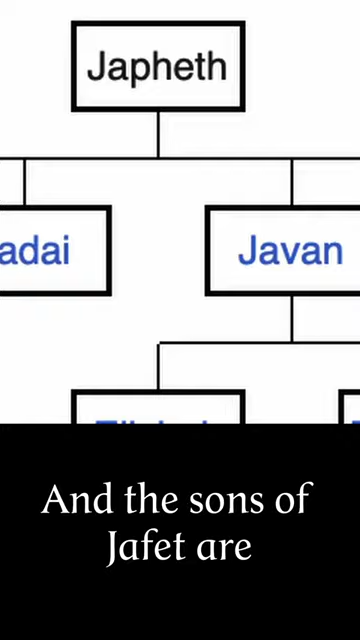 Japheth
adai
Javan
And the sons of
Jafet are